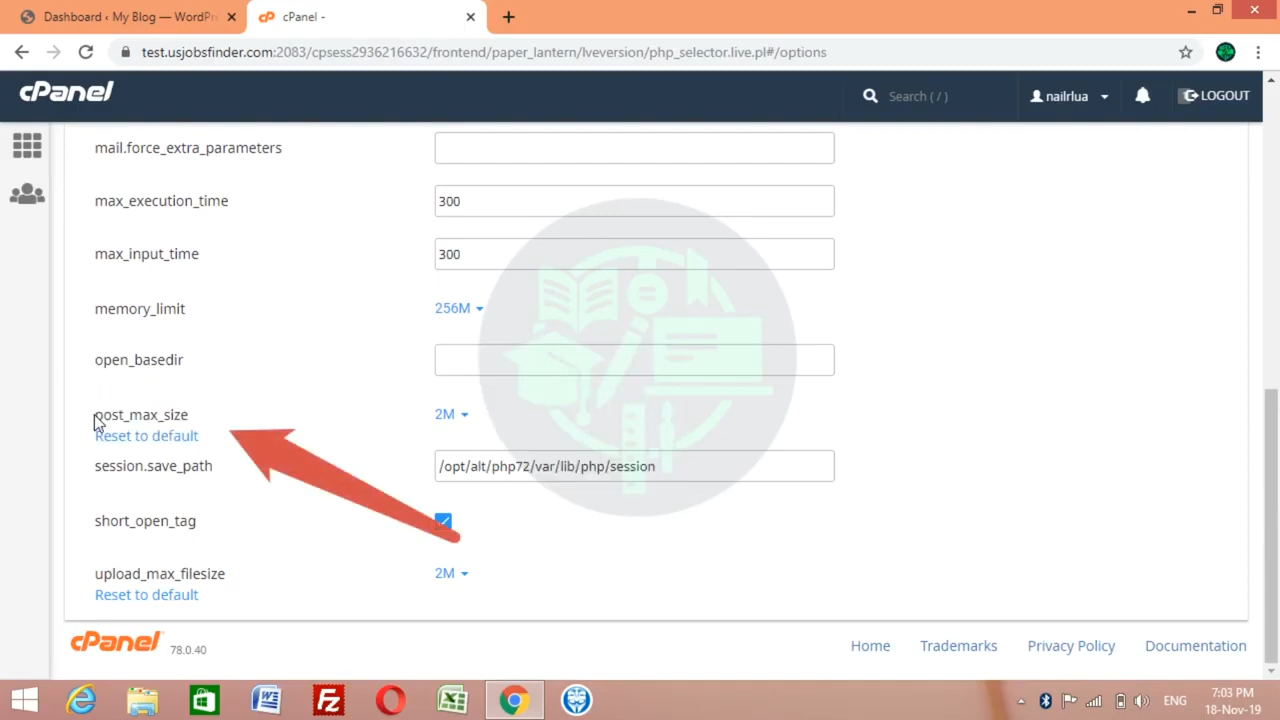 Dashboard ‹ My Blog — WordPr
cPanel -
test.usjobsfinder.com:2083/cpsess2936216632/frontend/paper_lantern/lveversion/php_selector.live.pl#/options
cPanel
Search ( / )
nailrlua
LOGOUT
mail.force_extra_parameters
max_execution_time
300
max_input_time
300
memory_limit
256M
open_basedir
post_max_size
2M
Reset to default
session.save_path
/opt/alt/php72/var/lib/php/session
short_open_tag
upload_max_filesize
2M
Reset to default
cPanel
78.0.40
Home
Trademarks
Privacy Policy
Documentation
ENG
7:03 PM
18-Nov-19